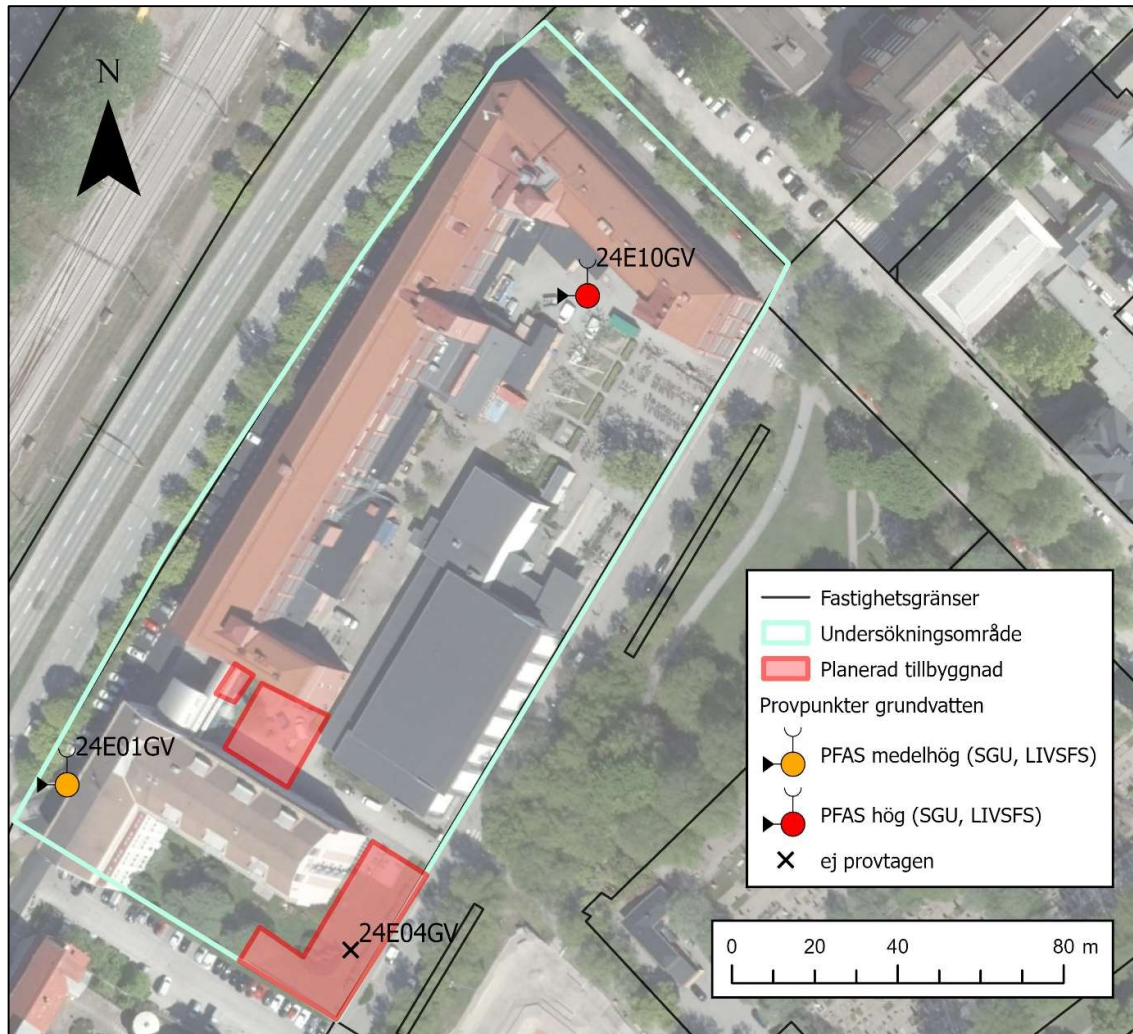 N
24E10GV
24E01GV
24E04GV
Fastighetsgränser
Undersökningsområde
Planerad tillbyggnad
Provpunkter grundvatten
PFAS medelhög (SGU, LIVSFS)
PFAS hög (SGU, LIVSFS)
ej provtagen
0 20 40 80 m